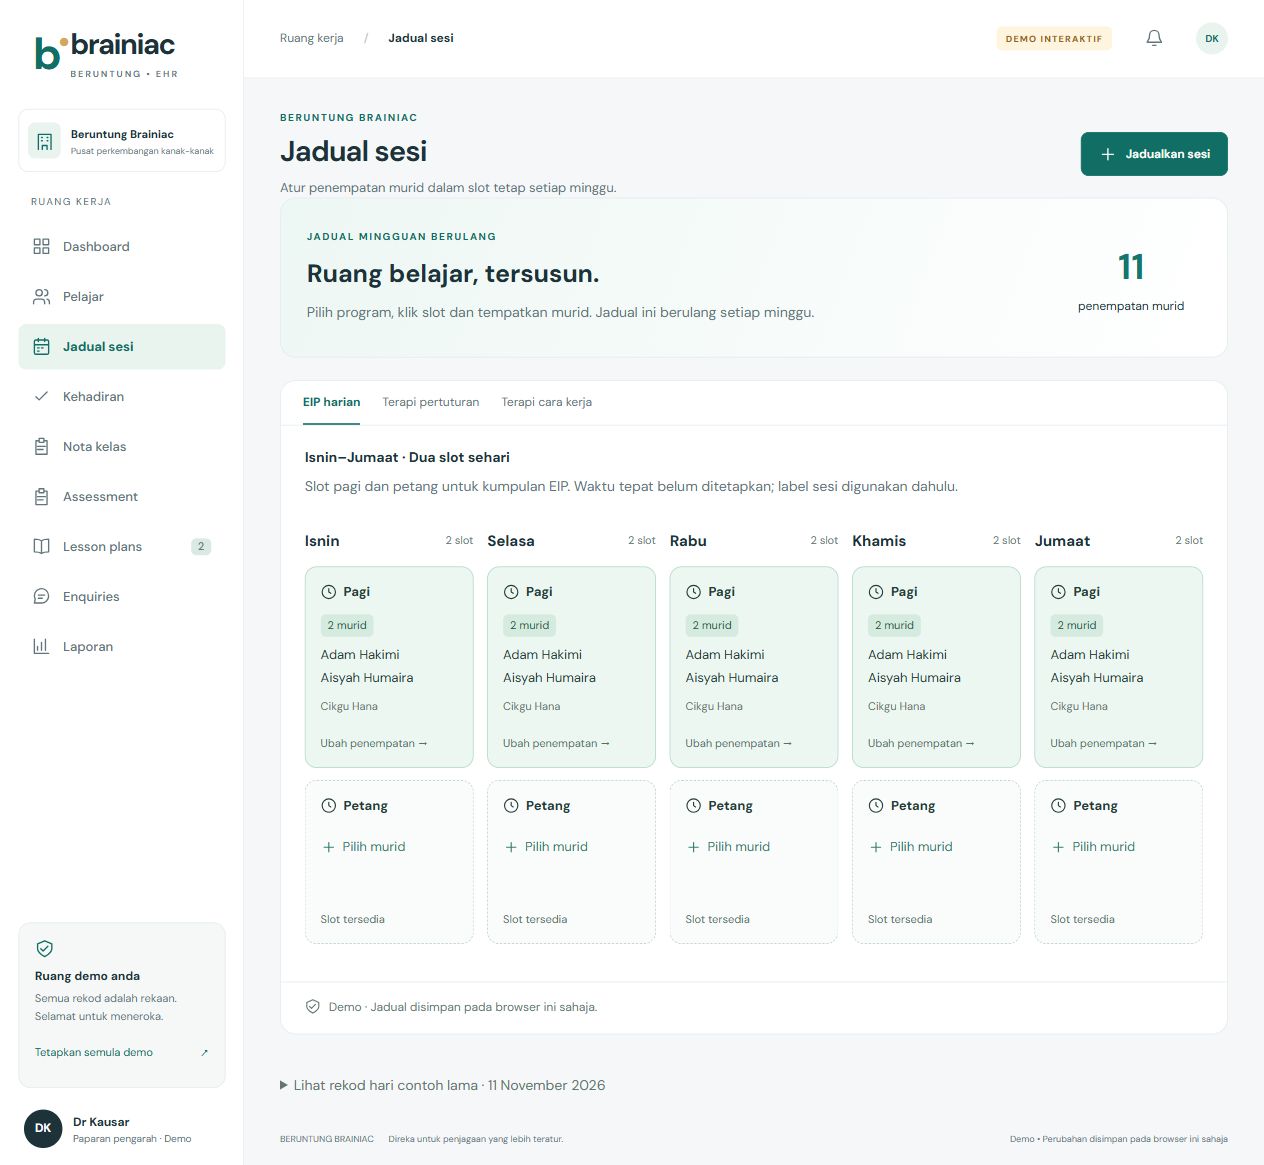 brainiac
BERUNTUNG • EHR
Beruntung Brainiac
Pusat perkembangan kanak-kanak
RUANG KERJA
Dashboard
Pelajar
Jadual sesi
Kehadiran
Nota kelas
Assessment
Lesson plans 2
Enquiries
Laporan
Ruang demo anda
Semua rekod adalah rekaan.
Selamat untuk meneroka.
Tetapkan semula demo ↗
DK
Dr Kausar
Paparan pengarah · Demo
Ruang kerja / Jadual sesi
DEMO INTERAKTIF
DK
BERUNTUNG BRAINIAC
Jadual sesi
Atur penempatan murid dalam slot tetap setiap minggu.
+ Jadualkan sesi
JADUAL MINGGUAN BERULANG
Ruang belajar, tersusun.
Pilih program, klik slot dan tempatkan murid. Jadual ini berulang setiap minggu.
11
penempatan murid
EIP harian Terapi pertuturan Terapi cara kerja
Isnin–Jumaat · Dua slot sehari
Slot pagi dan petang untuk kumpulan EIP. Waktu tepat belum ditetapkan; label sesi digunakan dahulu.
Isnin 2 slot Selasa 2 slot Rabu 2 slot Khamis 2 slot Jumaat 2 slot
Pagi Pagi Pagi Pagi Pagi
2 murid 2 murid 2 murid 2 murid 2 murid
Adam Hakimi Adam Hakimi Adam Hakimi Adam Hakimi Adam Hakimi
Aisyah Humaira Aisyah Humaira Aisyah Humaira Aisyah Humaira Aisyah Humaira
Cikgu Hana Cikgu Hana Cikgu Hana Cikgu Hana Cikgu Hana
Ubah penempatan → Ubah penempatan → Ubah penempatan → Ubah penempatan → Ubah penempatan →
Petang Petang Petang Petang Petang
+ Pilih murid + Pilih murid + Pilih murid + Pilih murid + Pilih murid
Slot tersedia Slot tersedia Slot tersedia Slot tersedia Slot tersedia
Demo · Jadual disimpan pada browser ini sahaja.
▶ Lihat rekod hari contoh lama · 11 November 2026
BERUNTUNG BRAINIAC Direka untuk penjagaan yang lebih teratur.
Demo • Perubahan disimpan pada browser ini sahaja